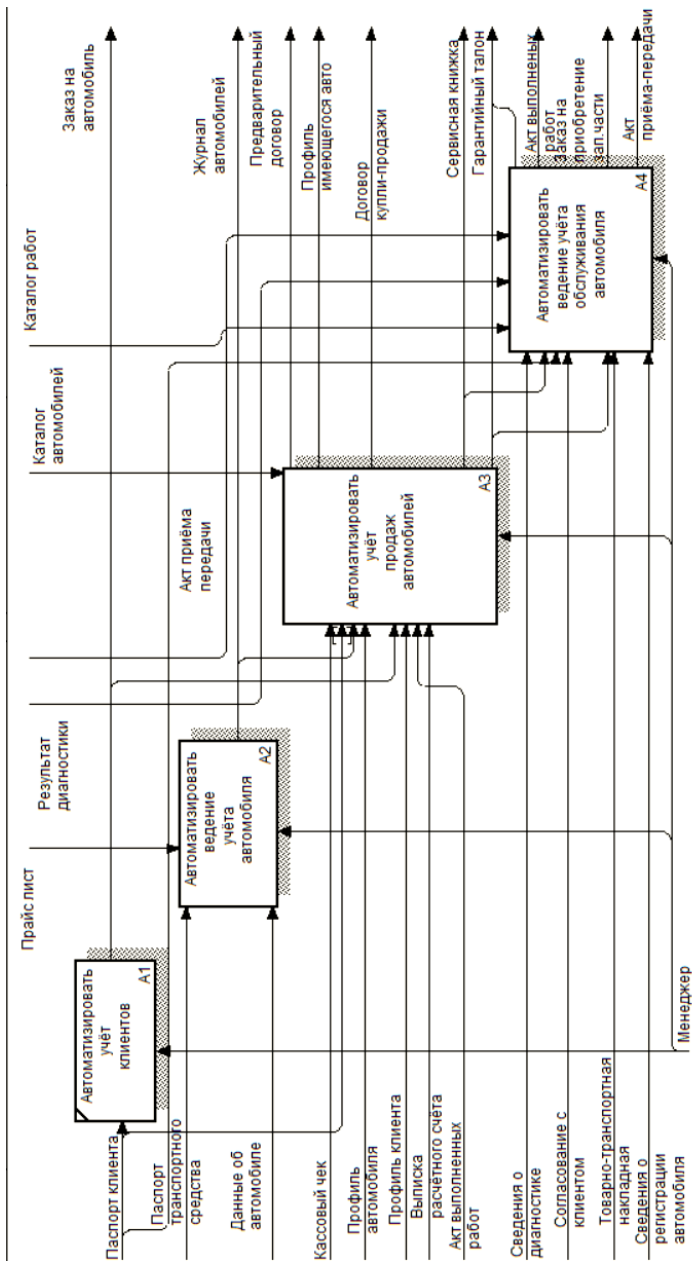 Прайс лист
Результат
диагностики
Каталог
автомобилей
Каталог работ
Акт приёма
передачи
Паспорт клиента
Паспорт
транспортного
средства
Данные об
автомобиле
Кассовый чек
Профиль
автомобиля
Профиль клиента
Выписка
расчётного счёта
Акт выполненных
работ
Сведения о
диагностике
Согласование с
клиентом
Товарно-транспортная
накладная
Сведения о
регистрации
автомобиля
Автоматизировать
учёт
клиентов
A1
Автоматизировать
ведение
учёта
автомобиля
A2
Автоматизировать
учёт
продаж
автомобилей
A3
Автоматизировать
ведение учёта
обслуживания
автомобиля
A4
Заказ на
автомобиль
Журнал
автомобилей
Предварительный
договор
Профиль
имеющегося авто
Договор
купли-продажи
Сервисная книжка
Гарантийный талон
Акт выполненых
работ
Заказ на
приобретение
зап.части
Акт
приёма-передачи
Менеджер